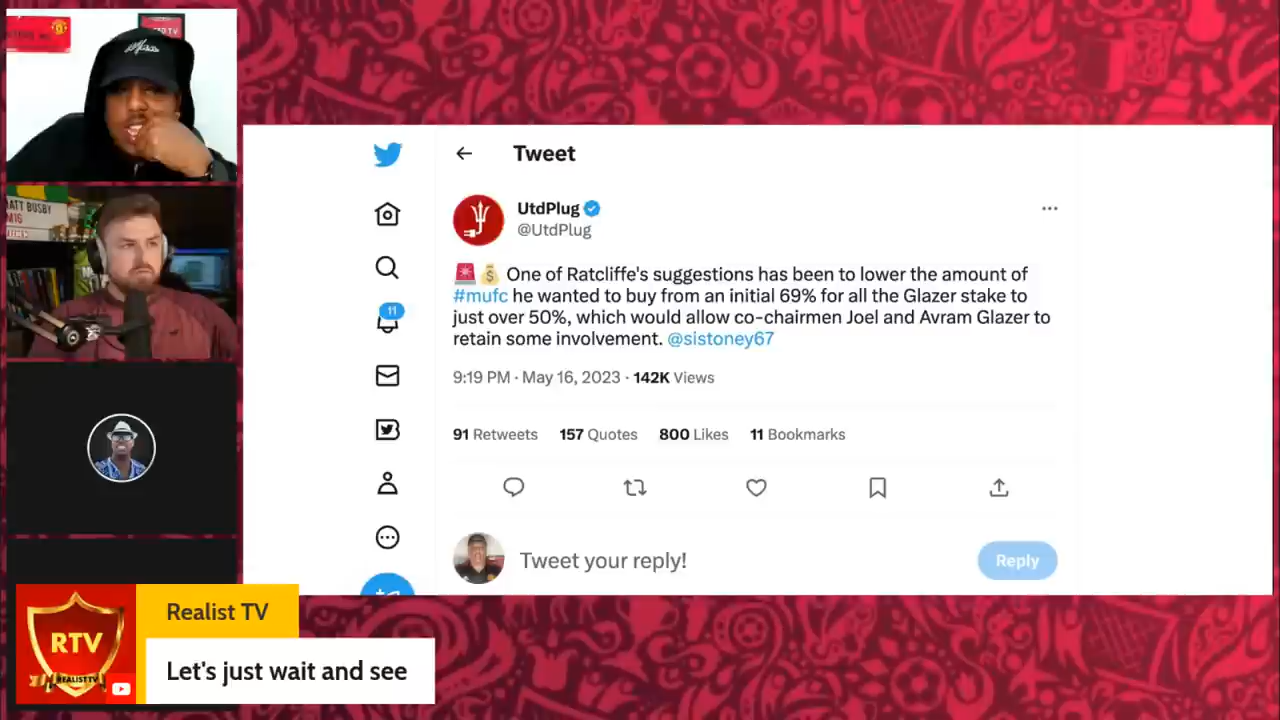 ATT BUSBY
M16
Tweet
UtdPlug
@UtdPlug
One of Ratcliffe's suggestions has been to lower the amount of
#mufc he wanted to buy from an initial 69% for all the Glazer stake to
just over 50%, which would allow co-chairmen Joel and Avram Glazer to
retain some involvement. @sistoney67
9:19 PM · May 16, 2023 · 142K Views
91 Retweets 157 Quotes 800 Likes 11 Bookmarks
11
Tweet your reply!
Reply
RTV
REALIST TV
Realist TV
Let's just wait and see